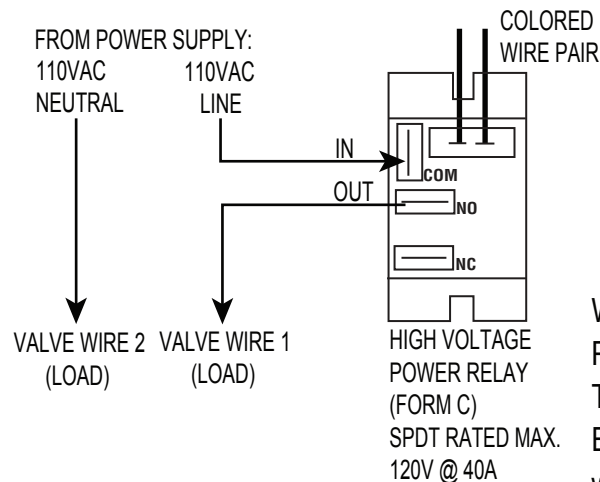 COLORED
WIRE PAIR
FROM POWER SUPPLY:
110VAC
NEUTRAL
110VAC
LINE
IN
COM
OUT
NO
NC
VALVE WIRE 2
(LOAD)
VALVE WIRE 1
(LOAD)
HIGH VOLTAGE
POWER RELAY
(FORM C)
SPDT RATED MAX.
120V @ 40A